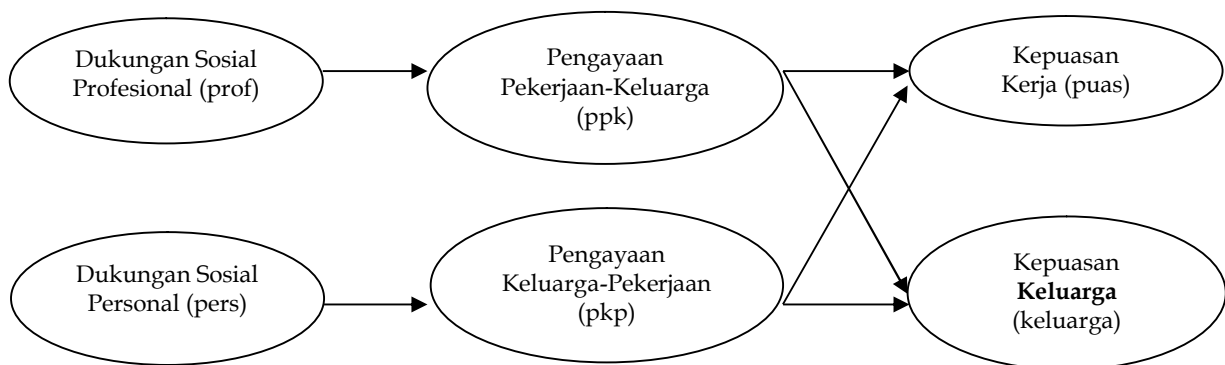 Dukungan Sosial
Profesional (prof)
Pengayaan
Pekerjaan-Keluarga
(ppk)
Kepuasan
Kerja (puas)
Dukungan Sosial
Personal (pers)
Pengayaan
Keluarga-Pekerjaan
(pkp)
Kepuasan
Keluarga
(keluarga)